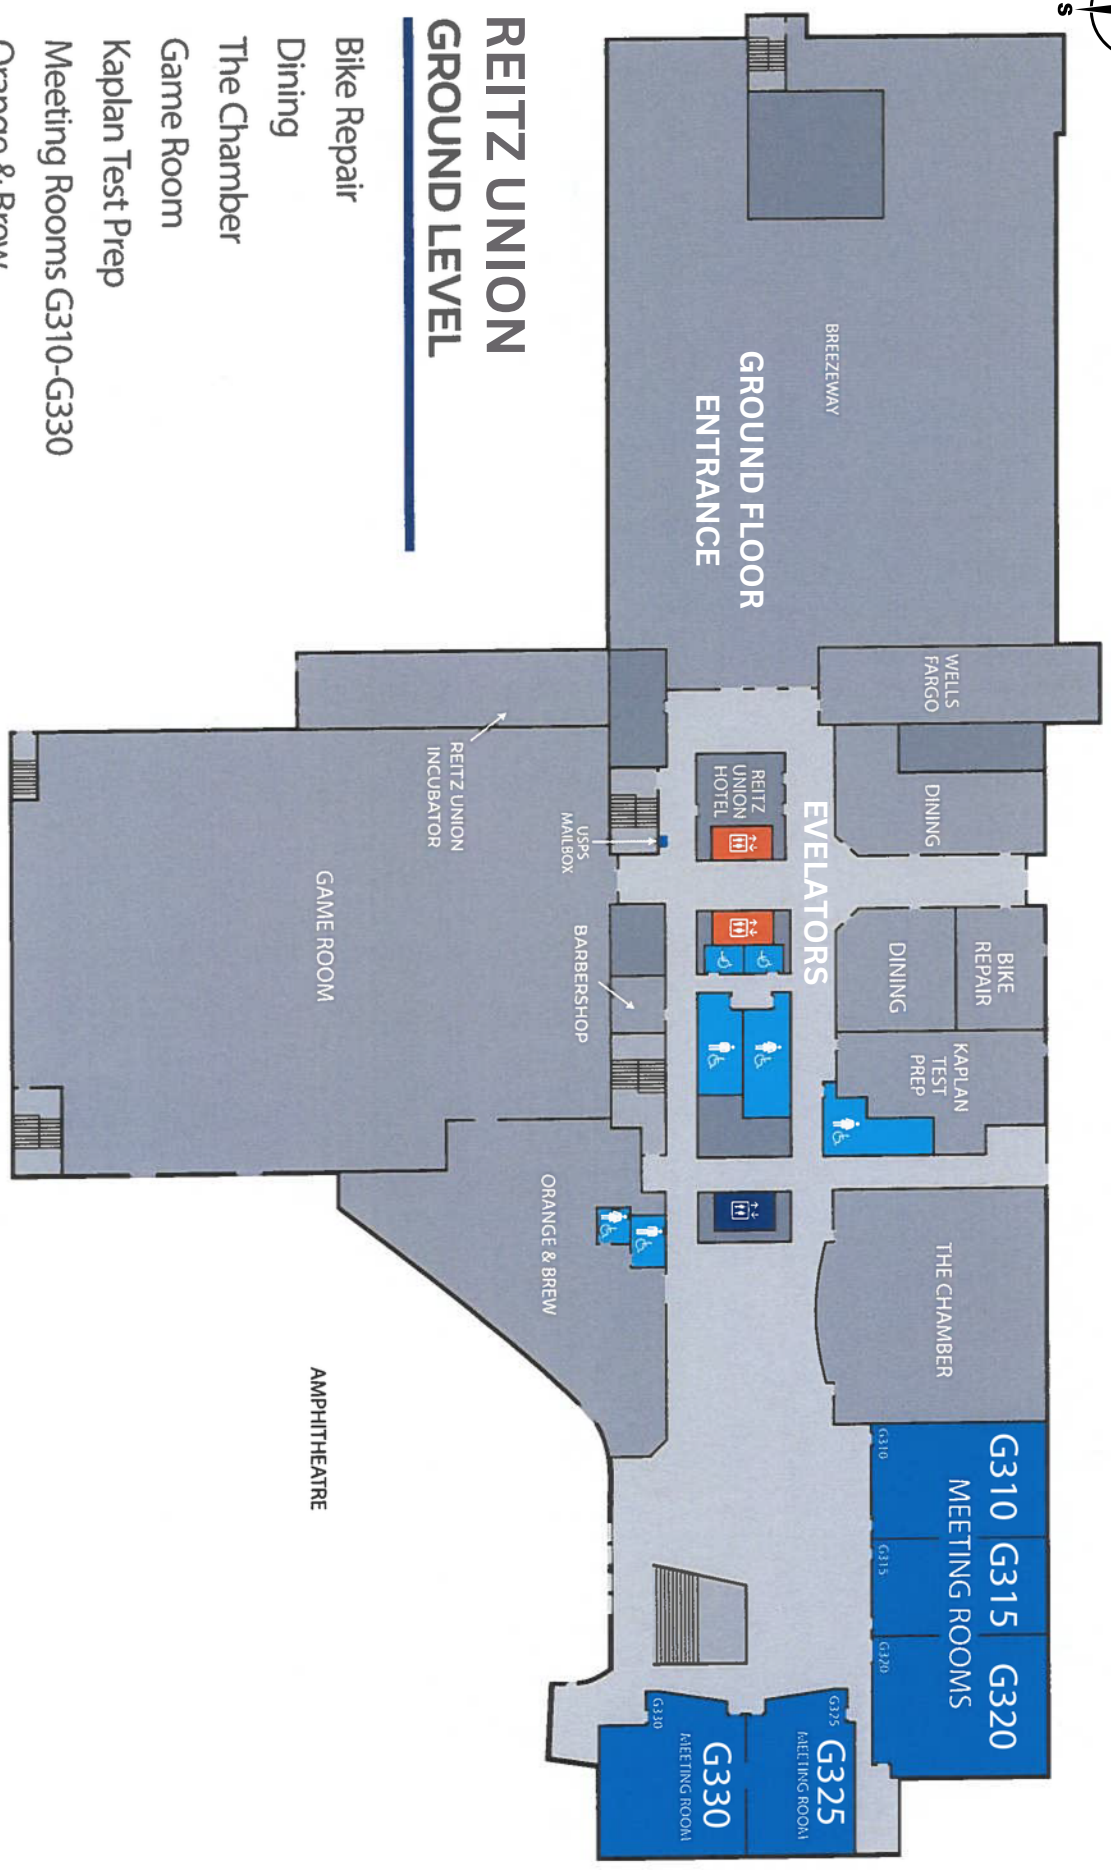 S
REITZ UNION
GROUND LEVEL
Bike Repair
Dining
The Chamber
Game Room
Kaplan Test Prep
Meeting Rooms G310-G330
Orange & Brew
BREEZEWAY
GROUND FLOOR
ENTRANCE
WELLS
FARGO
DINING
REITZ
UNION
HOTEL
EVELATORS
USPS
MAILBOX
REITZ UNION
INCUBATOR
GAME ROOM
BARBERSHOP
DINING
BIKE
REPAIR
KAPLAN
TEST
PREP
THE CHAMBER
ORANGE & BREW
AMPHITHEATRE
G310 G315 G320
MEETING ROOMS
G310
G315
G320
G325
G325
MEETING ROOM
G330
G330
MEETING ROOM